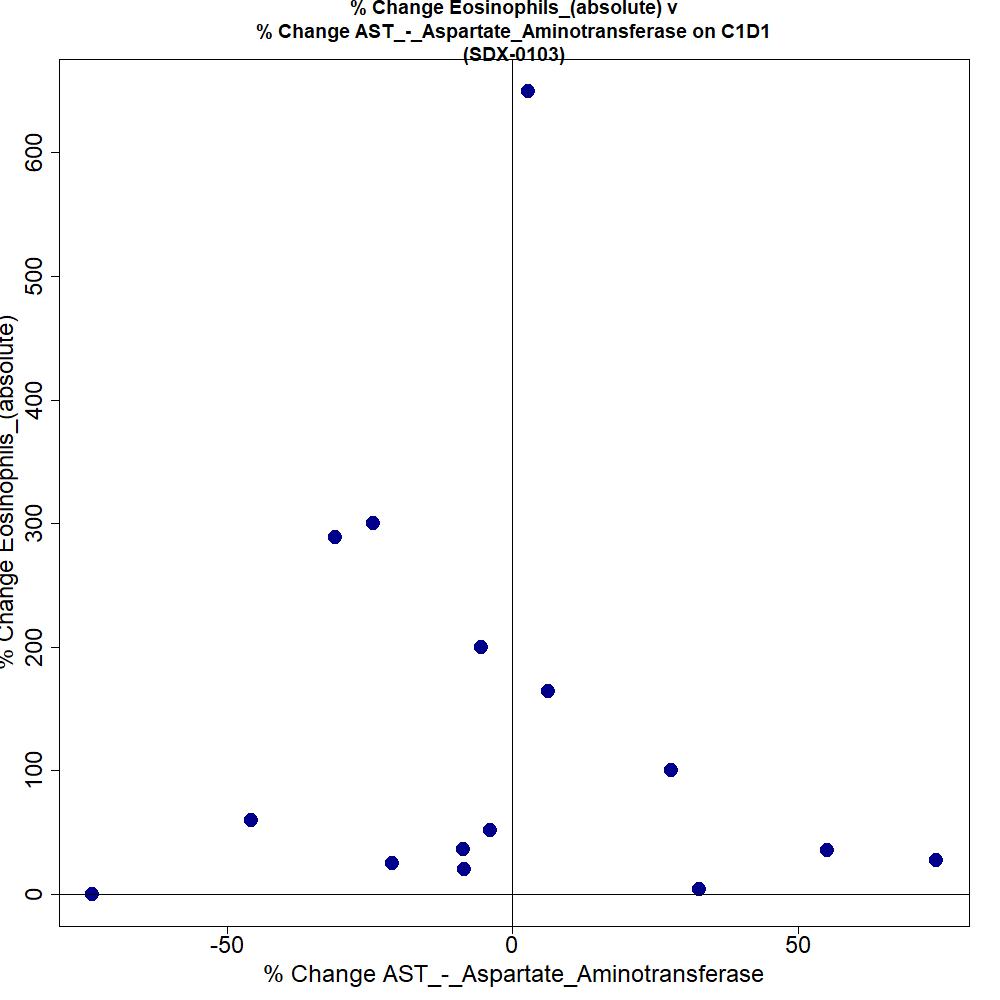 % Change Eosinophils_(absolute) v
% Change AST_-_Aspartate_Aminotransferase on C1D1
(SDX-0103)
% Change Eosinophils_(absolute)
600
500
400
300
200
100
0
-50
0
50
% Change AST_-_Aspartate_Aminotransferase